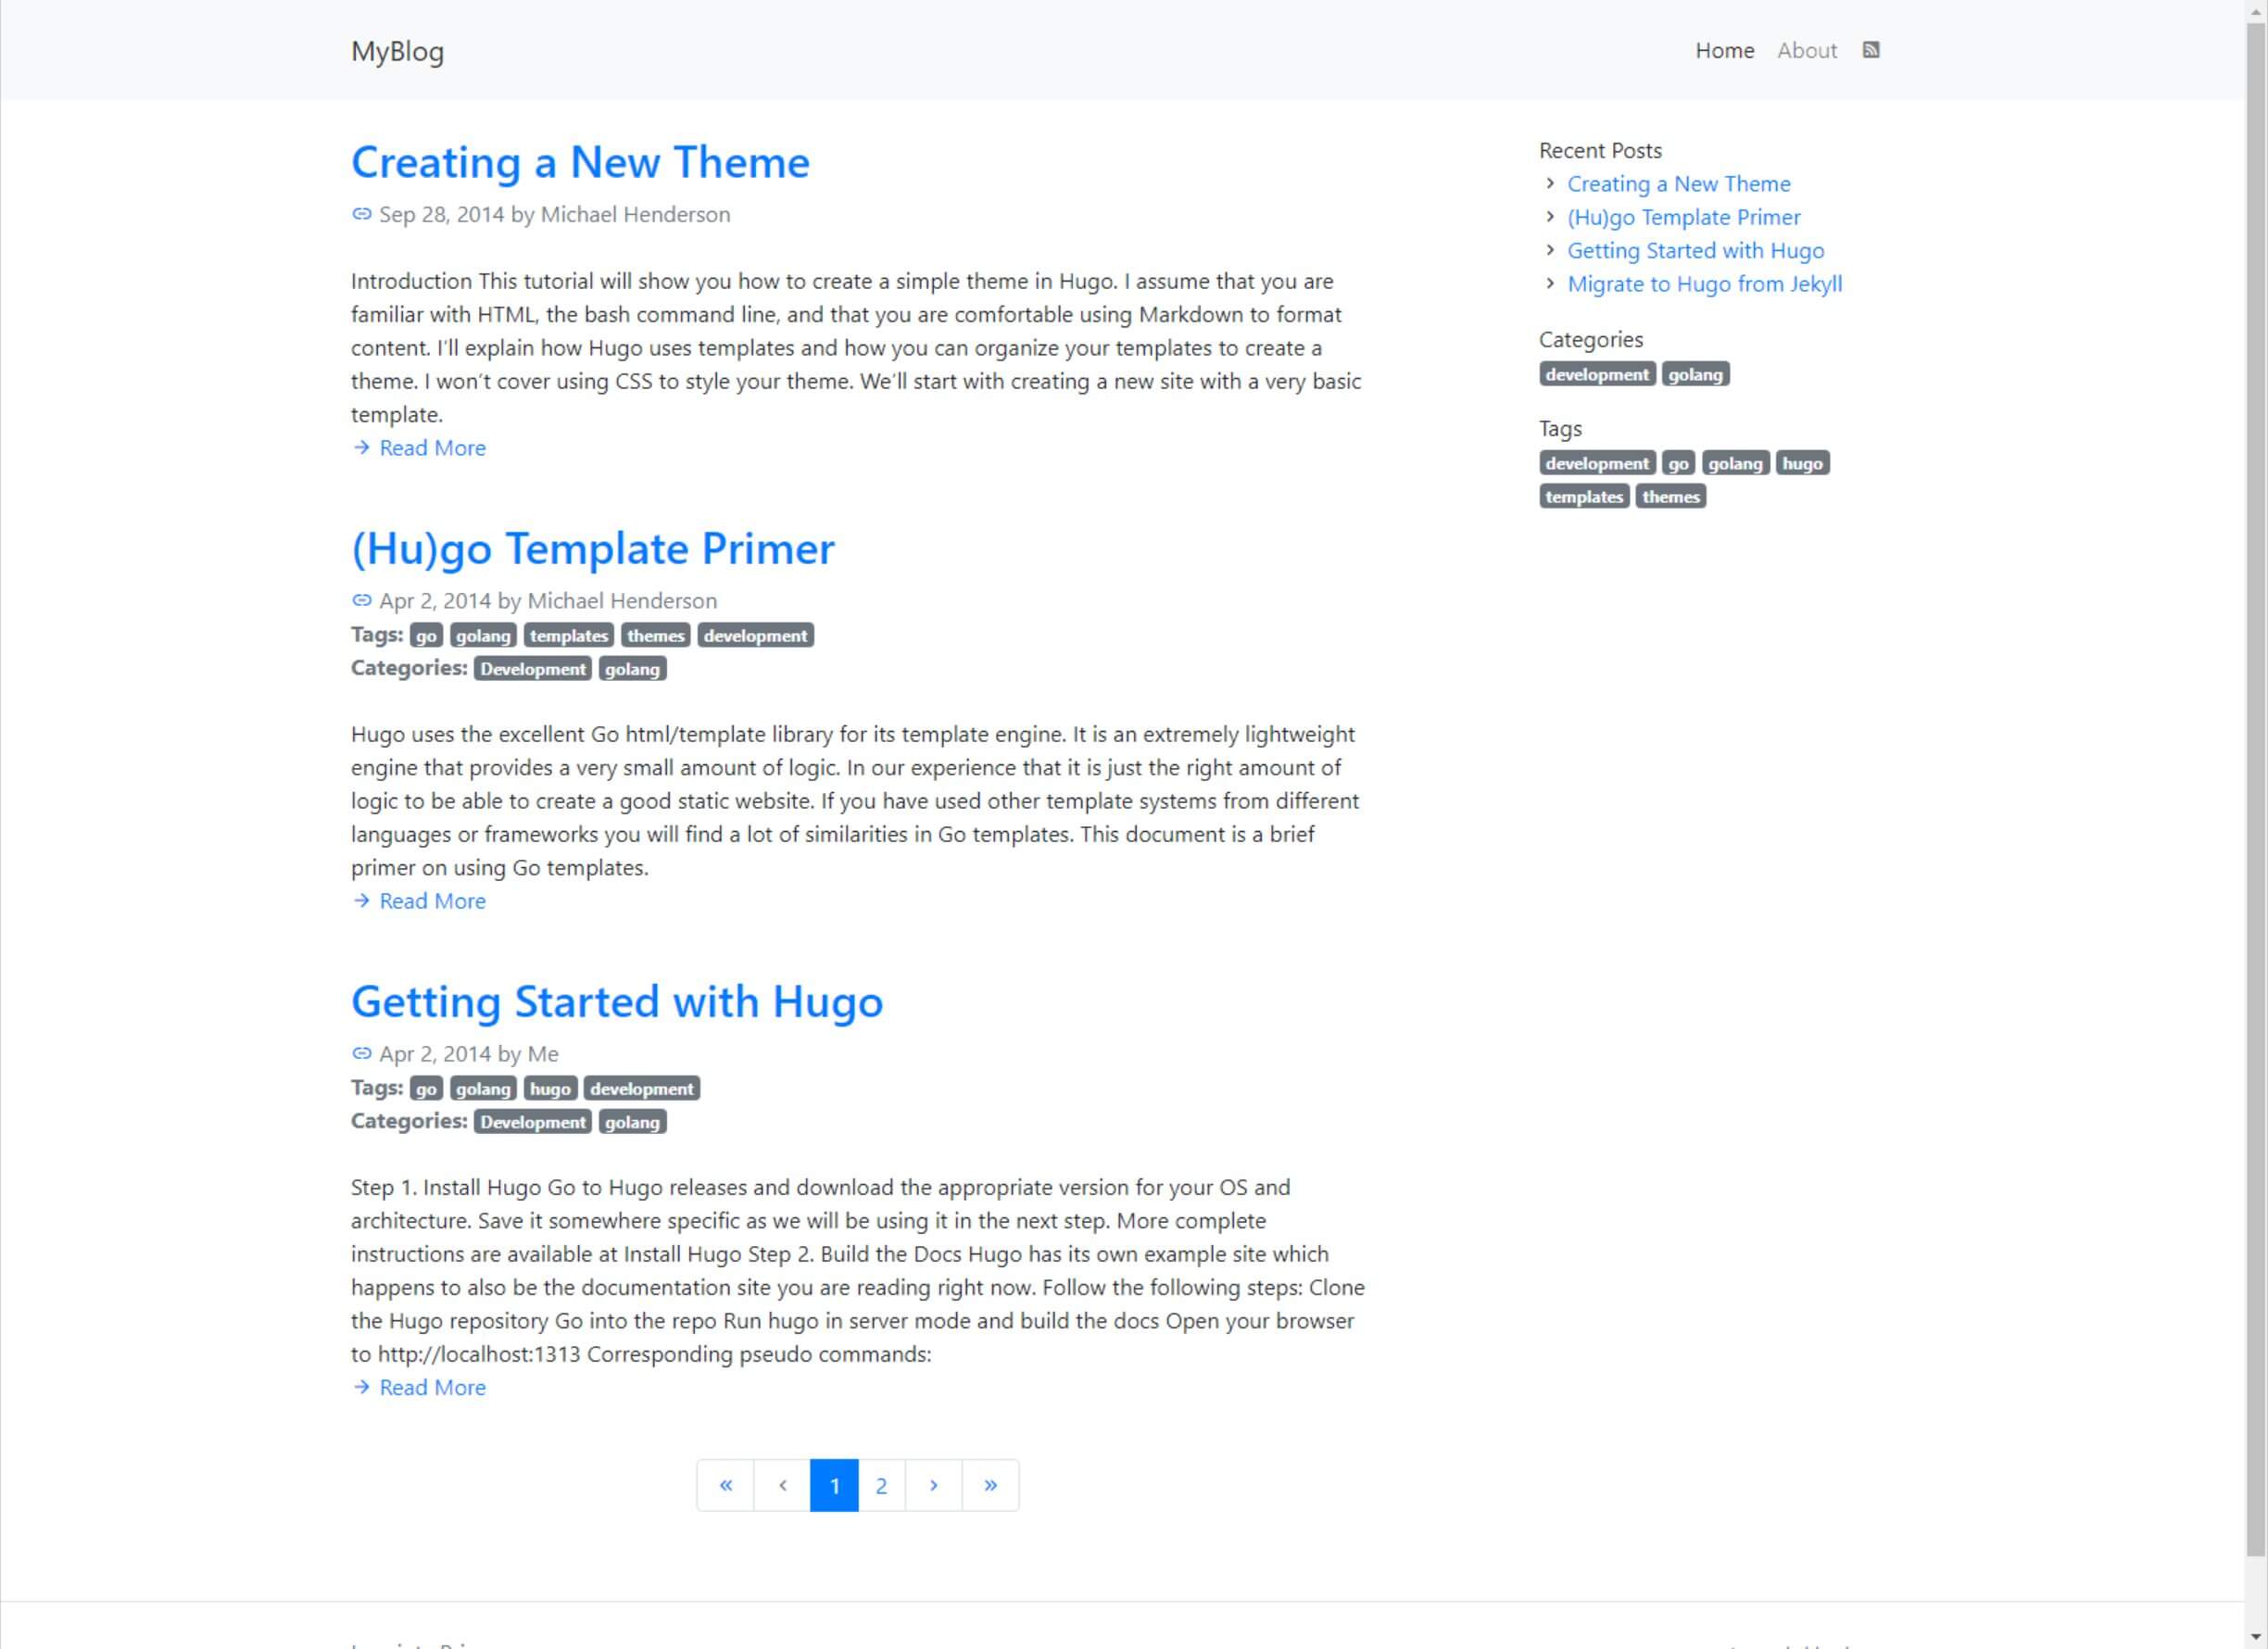 MyBlog
Home About
Creating a New Theme
Sep 28, 2014 by Michael Henderson
Introduction This tutorial will show you how to create a simple theme in Hugo. I assume that you are
familiar with HTML, the bash command line, and that you are comfortable using Markdown to format
content. I'll explain how Hugo uses templates and how you can organize your templates to create a
theme. I won't cover using CSS to style your theme. We'll start with creating a new site with a very basic
template.
→ Read More
(Hu)go Template Primer
Apr 2, 2014 by Michael Henderson
Tags: go golang templates themes development
Categories: Development golang
Hugo uses the excellent Go html/template library for its template engine. It is an extremely lightweight
engine that provides a very small amount of logic. In our experience that it is just the right amount of
logic to be able to create a good static website. If you have used other template systems from different
languages or frameworks you will find a lot of similarities in Go templates. This document is a brief
primer on using Go templates.
→ Read More
Getting Started with Hugo
Apr 2, 2014 by Me
Tags: go golang hugo development
Categories: Development golang
Step 1. Install Hugo Go to Hugo releases and download the appropriate version for your OS and
architecture. Save it somewhere specific as we will be using it in the next step. More complete
instructions are available at Install Hugo Step 2. Build the Docs Hugo has its own example site which
happens to also be the documentation site you are reading right now. Follow the following steps: Clone
the Hugo repository Go into the repo Run hugo in server mode and build the docs Open your browser
to http://localhost:1313 Corresponding pseudo commands:
→ Read More
« ‹ 1 2 › »
Recent Posts
› Creating a New Theme
› (Hu)go Template Primer
› Getting Started with Hugo
› Migrate to Hugo from Jekyll
Categories
development golang
Tags
development go golang hugo
templates themes